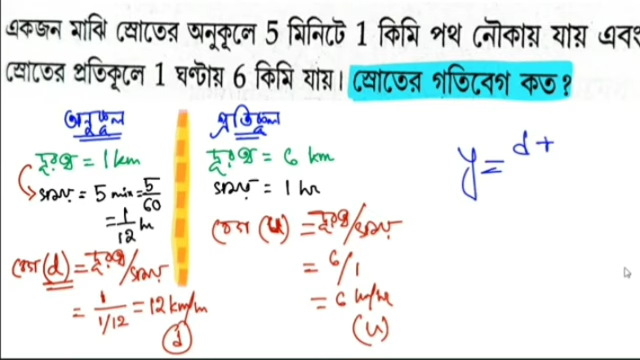 একজন মাঝি স্রোতের অনুকূলে 5 মিনিটে 1 কিমি পথ নৌকায় যায় এবং
স্রোতের প্রতিকূলে 1 ঘণ্টায় 6 কিমি যায়। স্রোতের গতিবেগ কত?
অনুকূল
দূরত্ব = 1 km
সময় = 5 min = 5/60
= 1/12 hr
বেগ (d) = দূরত্ব/সময়
= 1/1/12 = 12 km/h
(d)
প্রতিকূল
দূরত্ব = 6 km
সময় = 1 hr
বেগ (u) = দূরত্ব/সময়
= 6/1
= 6 km/hr
(u)
y = d +